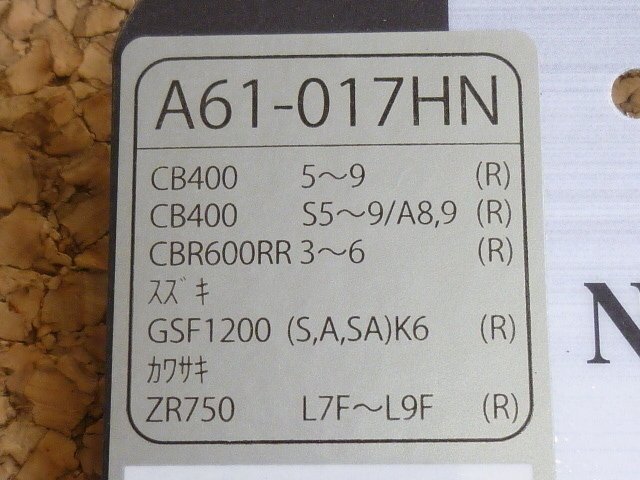 A61-017HN
CB400 5～9 (R)
CB400 S5～9/A8,9 (R)
CBR600RR 3～6 (R)
ｽｽﾞｷ
GSF1200 (S,A,SA)K6 (R)
ｶﾜｻｷ
ZR750 L7F～L9F (R)
N